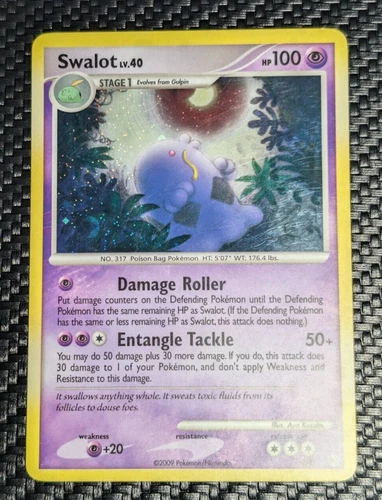 Swalot LV.40 HP 100
STAGE 1 Evolves from Gulpin
NO. 317 Poison Bag Pokémon. HT: 5'07" WT: 176.4 lbs.
Damage Roller
Put damage counters on the Defending Pokémon until the Defending
Pokémon has the same remaining HP as Swalot. (If the Defending Pokémon
has the same or less remaining HP as Swalot, this attack does nothing.)
Entangle Tackle 50+
You may do 50 damage plus 30 more damage. If you do, this attack does
30 damage to 1 of your Pokémon, and don't apply Weakness and
Resistance to this damage.
It swallows anything whole. It sweats toxic fluids from its
follicles to douse foes.
Illus.
weakness resistance
+20
©2009 Pokémon/Nintendo